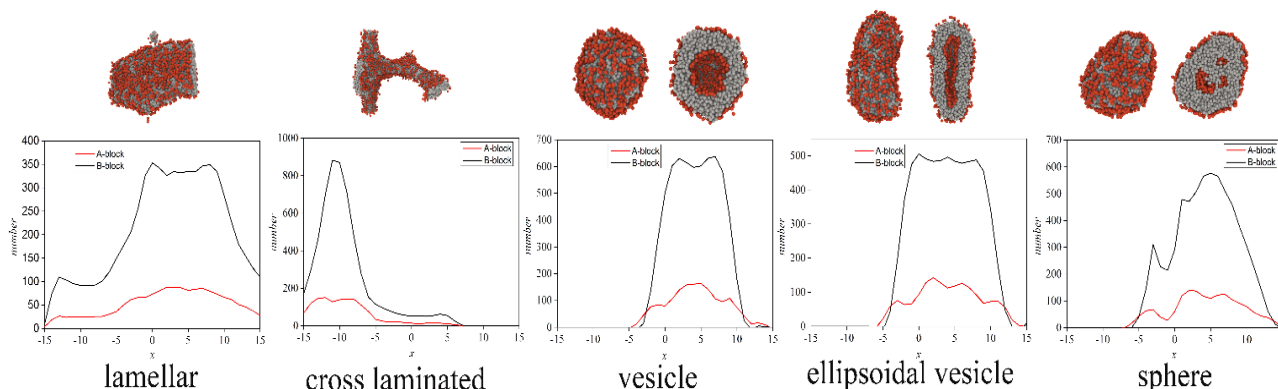 A-block
B-block
number
400
350
300
250
200
150
100
50
0
-15
-10
-5
0
5
10
15
x
lamellar
A-block
B-block
number
1000
800
600
400
200
0
-15
-10
-5
0
5
10
15
x
cross laminated
A-block
B-block
number
700
600
500
400
300
200
100
0
-15
-10
-5
0
5
10
15
x
vesicle
A-block
B-block
number
500
400
300
200
100
0
-10
-5
0
5
10
15
x
ellipsoidal vesicle
A-block
B-block
number
700
600
500
400
300
200
100
0
-15
-10
-5
0
5
10
15
x
sphere